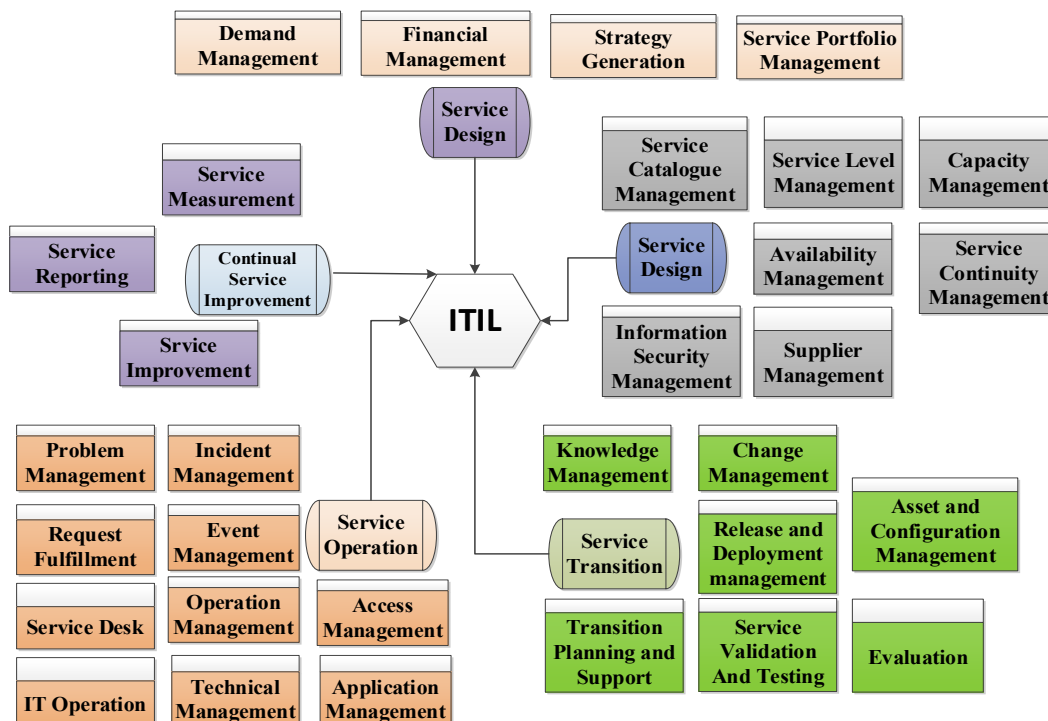 Demand
Management
Financial
Management
Strategy
Generation
Service Portfolio
Management
Service
Design
Service
Measurement
Service
Reporting
Continual
Service
Improvement
Srvice
Improvement
ITIL
Service
Catalogue
Management
Service Level
Management
Capacity
Management
Service
Design
Availability
Management
Service
Continuity
Management
Information
Security
Management
Supplier
Management
Problem
Management
Incident
Management
Request
Fulfillment
Event
Management
Service
Operation
Service Desk
Operation
Management
Access
Management
IT Operation
Technical
Management
Application
Management
Knowledge
Management
Change
Management
Service
Transition
Release and
Deployment
management
Asset and
Configuration
Management
Transition
Planning and
Support
Service
Validation
And Testing
Evaluation